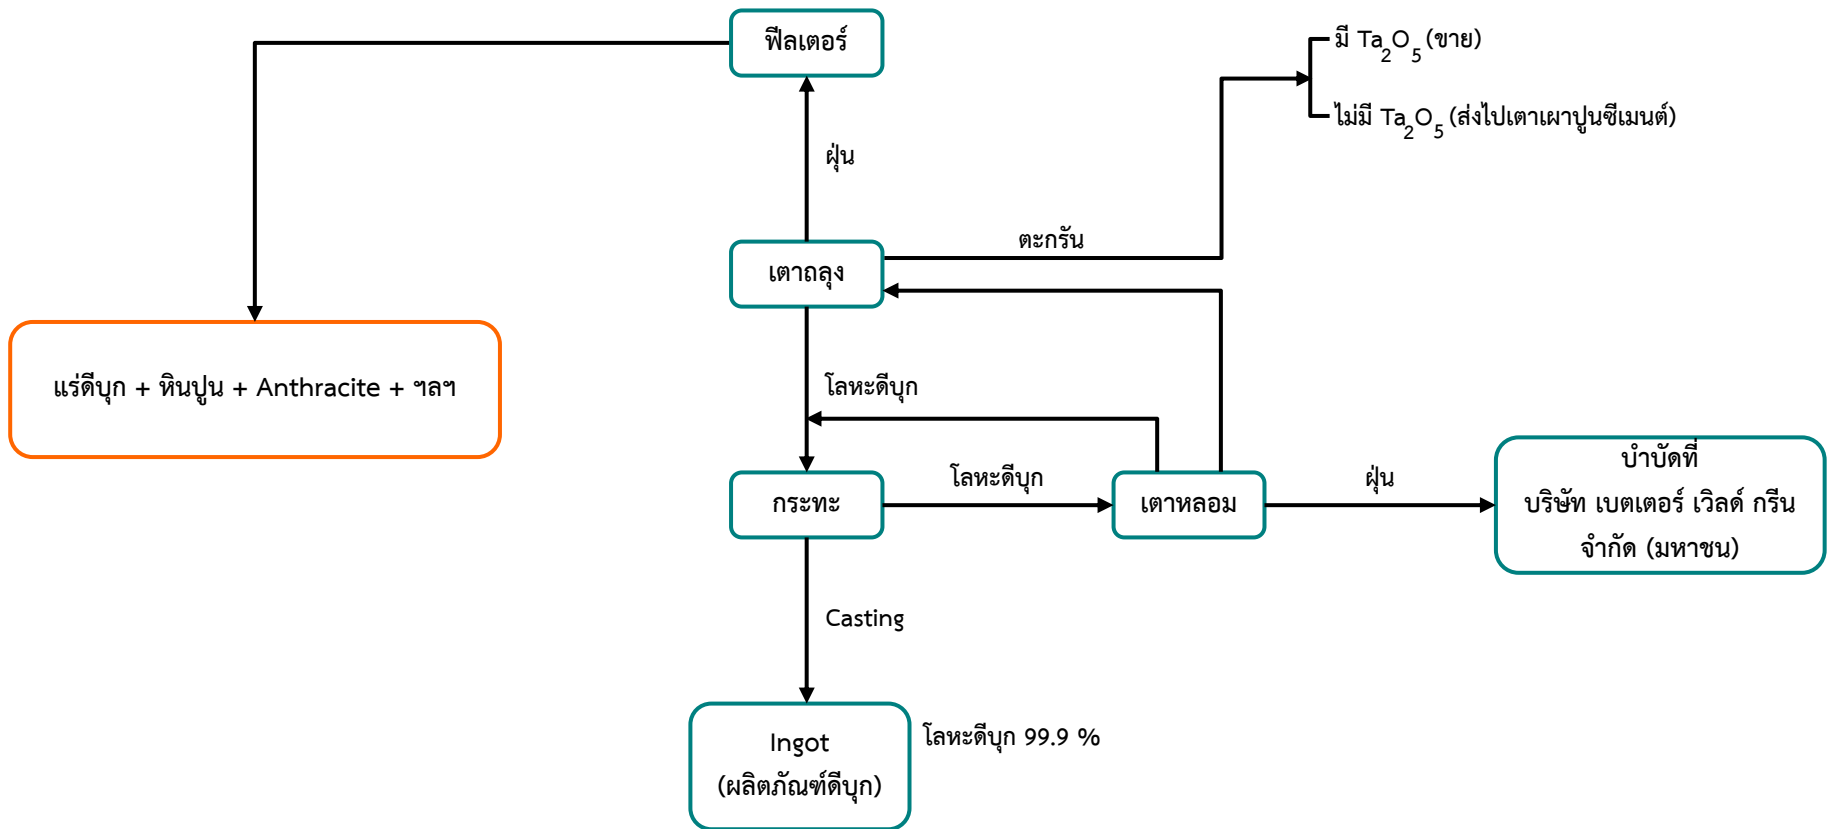 ฟีลเตอร์
มี Ta2O5 (ขาย)
ไม่มี Ta2O5 (ส่งไปเตาเผาปูนซีเมนต์)
ฝุ่น
ตะกรัน
เตาถลุง
แร่ดีบุก + หินปูน + Anthracite + ฯลฯ
โลหะดีบุก
โลหะดีบุก
กระทะ
เตาหลอม
ฝุ่น
บำบัดที่
บริษัท เบตเตอร์ เวิลด์ กรีน
จำกัด (มหาชน)
Casting
Ingot
(ผลิตภัณฑ์ดีบุก)
โลหะดีบุก 99.9 %